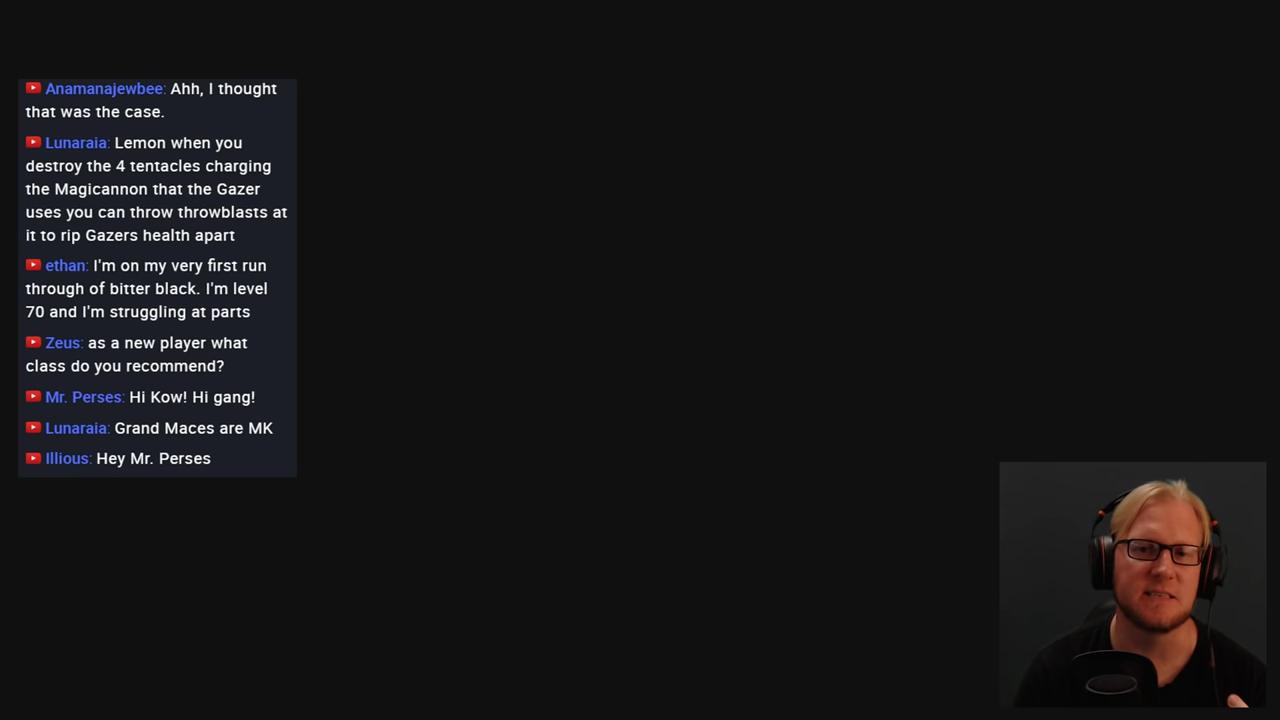 Anamanajewbee: Ahh, I thought
that was the case.
Lunaraia: Lemon when you
destroy the 4 tentacles charging
the Magicannon that the Gazer
uses you can throw throwblasts at
it to rip Gazers health apart
ethan: I'm on my very first run
through of bitter black. I'm level
70 and I'm struggling at parts
Zeus: as a new player what
class do you recommend?
Mr. Perses: Hi Kow! Hi gang!
Lunaraia: Grand Maces are MK
Illious: Hey Mr. Perses